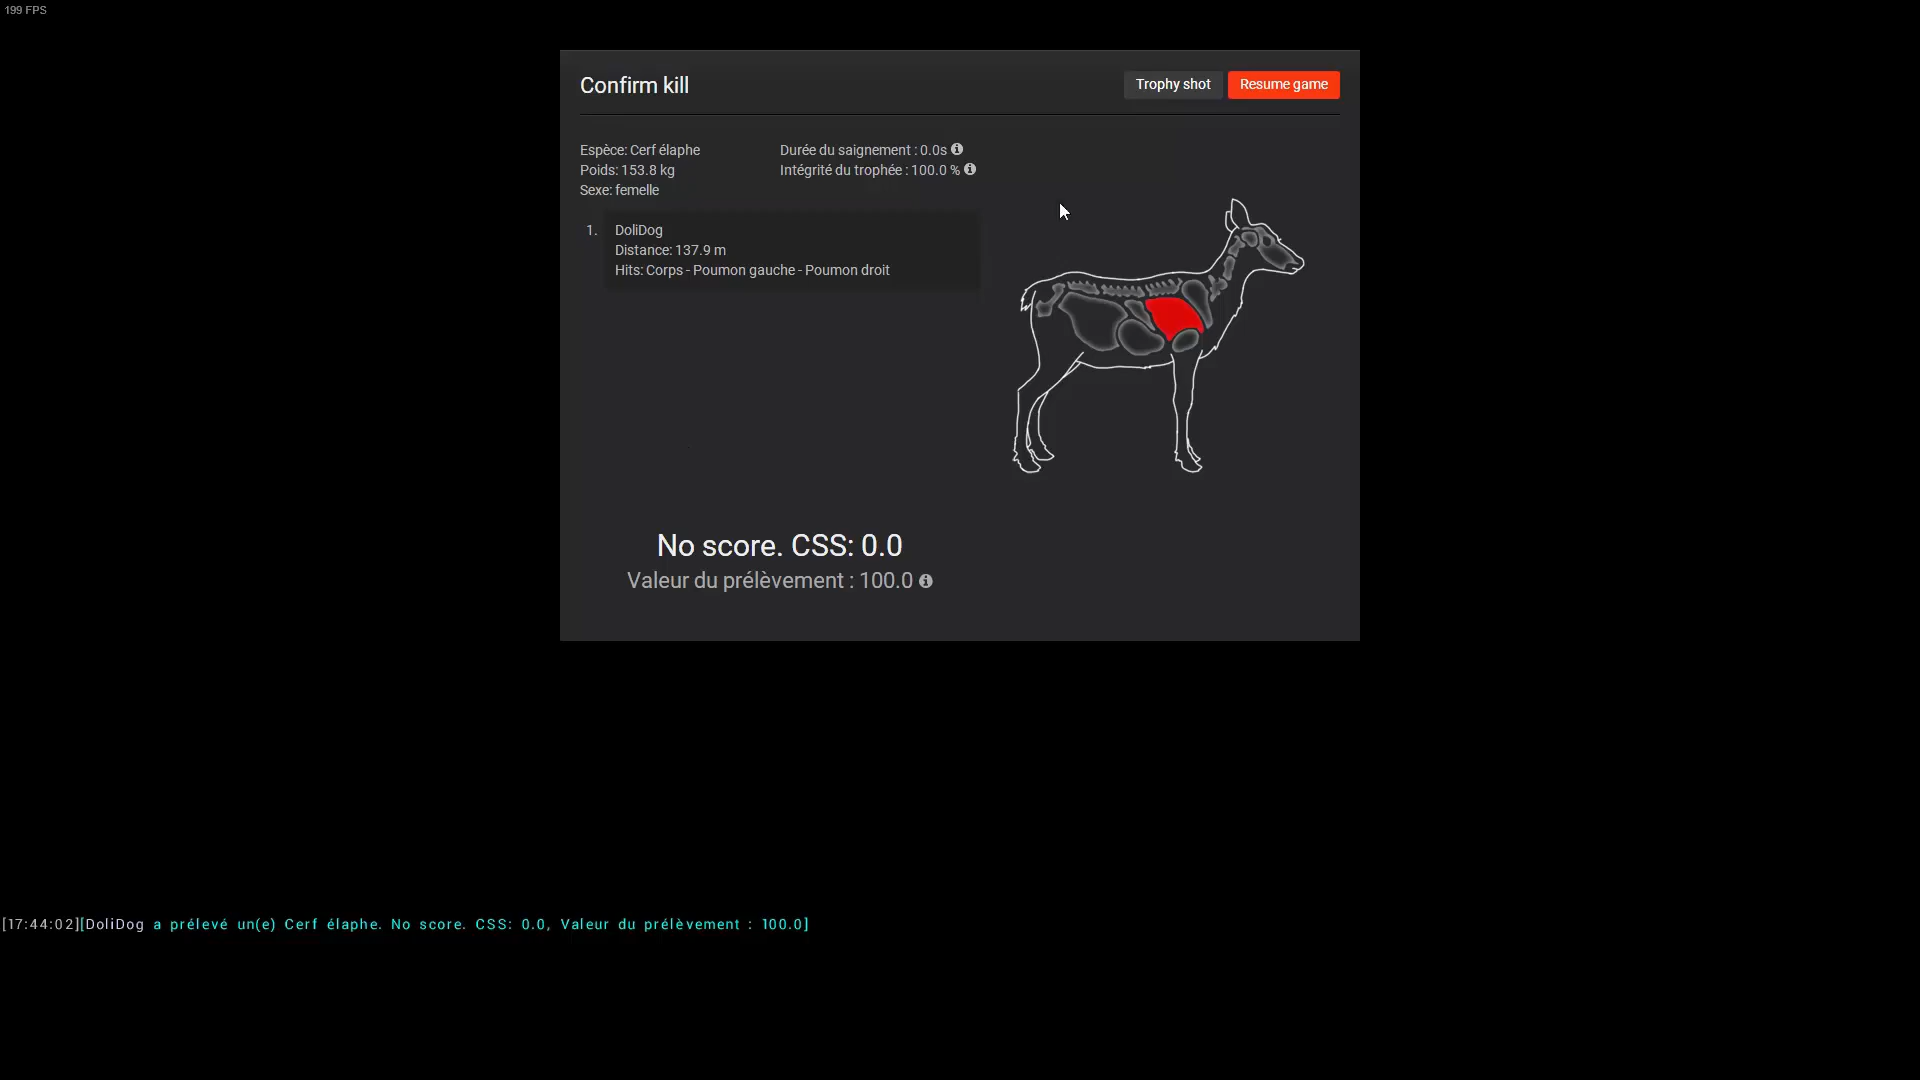 199 FPS
Confirm kill
Trophy shot
Resume game
Espèce: Cerf élaphe
Poids: 153.8 kg
Sexe: femelle
Durée du saignement : 0.0s
Intégrité du trophée : 100.0 %
1.
DoliDog
Distance: 137.9 m
Hits: Corps - Poumon gauche - Poumon droit
No score. CSS: 0.0
Valeur du prélèvement : 100.0
[17:44:02][DoliDog a prélevé un(e) Cerf élaphe. No score. CSS: 0.0, Valeur du prélèvement : 100.0]